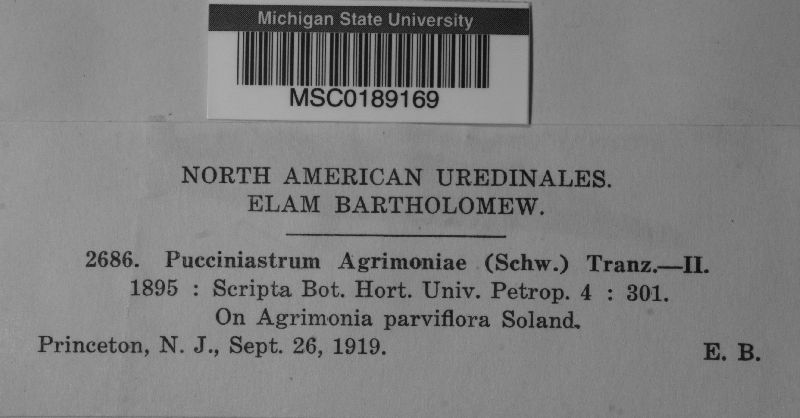 Michigan State University
MSC0189169
NORTH AMERICAN UREDINALES.
ELAM BARTHOLOMEW.
2686. Pucciniastrum Agrimoniae (Schw.) Tranz.—II.
1895 : Scripta Bot. Hort. Univ. Petrop. 4 : 301.
On Agrimonia parviflora Soland.
Princeton, N. J., Sept. 26, 1919. E. B.